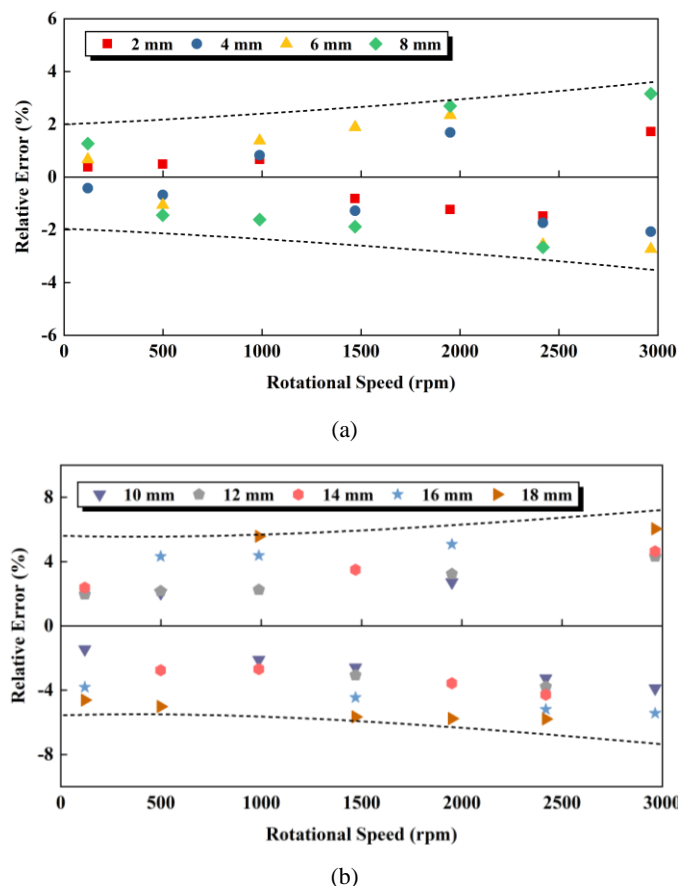 6
2 mm 4 mm 6 mm 8 mm
4
2
0
-2
-4
-6
Relative Error (%)
0 500 1000 1500 2000 2500 3000
Rotational Speed (rpm)
(a)
10 mm 12 mm 14 mm 16 mm 18 mm
8
4
0
-4
-8
Relative Error (%)
0 500 1000 1500 2000 2500 3000
Rotational Speed (rpm)
(b)